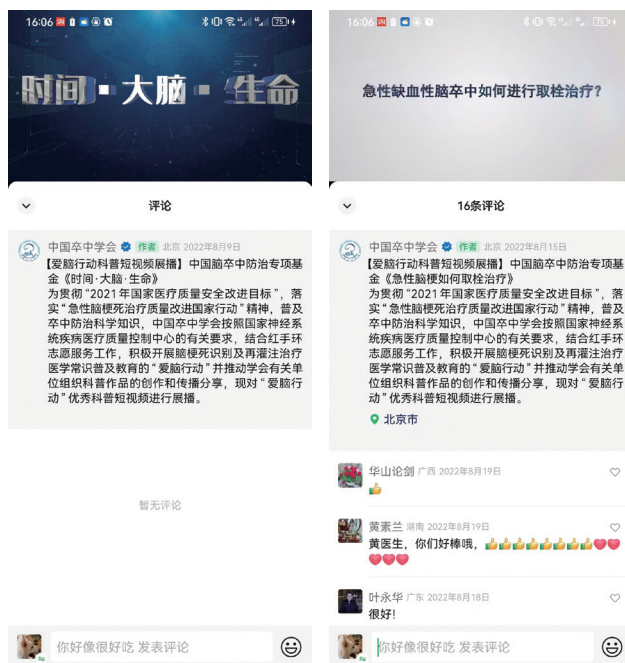 16:06
75
时间·大脑·生命
评论
中国卒中学会 作者 北京 2022年8月9日
【爱脑行动科普短视频展播】中国脑卒中防治专项基
金《时间·大脑·生命》
为贯彻“2021年国家医疗质量安全改进目标”，落
实“急性脑梗死治疗质量改进国家行动”精神，普及
卒中防治科学知识，中国卒中学会按照国家神经系
统疾病医疗质量控制中心的有关要求，结合红手环
志愿服务工作，积极开展脑梗死识别及再灌注治疗
医学常识普及教育的“爱脑行动”并推动学会有关单
位组织科普作品的创作和传播分享，现对“爱脑行
动”优秀科普短视频进行展播。
暂无评论
你好像很好吃 发表评论
16:06
75
急性缺血性脑卒中如何进行取栓治疗?
16条评论
中国卒中学会 作者 北京 2022年8月15日
【爱脑行动科普短视频展播】中国脑卒中防治专项基
金《急性脑梗如何取栓治疗》
为贯彻“2021年国家医疗质量安全改进目标”，落
实“急性脑梗死治疗质量改进国家行动”精神，普及
卒中防治科学知识，中国卒中学会按照国家神经系
统疾病医疗质量控制中心的有关要求，结合红手环
志愿服务工作，积极开展脑梗死识别及再灌注治疗
医学常识普及教育的“爱脑行动”并推动学会有关单
位组织科普作品的创作和传播分享，现对“爱脑行
动”优秀科普短视频进行展播。
北京市
华山论剑 广西 2022年8月19日
👍
黄素兰 湖南 2022年8月19日
黄医生，你们好棒哦，👍👍👍👍👍👍👍👍❤❤
❤❤❤
叶永华 广东 2022年8月18日
很好!
你好像很好吃 发表评论